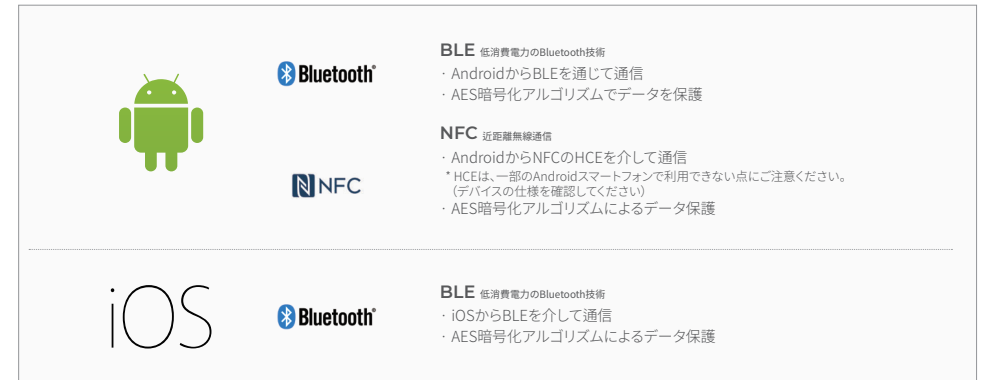 Bluetooth®
BLE 低消費電力のBluetooth技術
· AndroidからBLEを通じて通信
· AES暗号化アルゴリズムでデータを保護
NFC
NFC 近距離無線通信
· AndroidからNFCのHCEを介して通信
* HCEは、一部のAndroidスマートフォンで利用できない点にご注意ください。
（デバイスの仕様を確認してください）
· AES暗号化アルゴリズムによるデータ保護
iOS
Bluetooth®
BLE 低消費電力のBluetooth技術
· iOSからBLEを介して通信
· AES暗号化アルゴリズムによるデータ保護